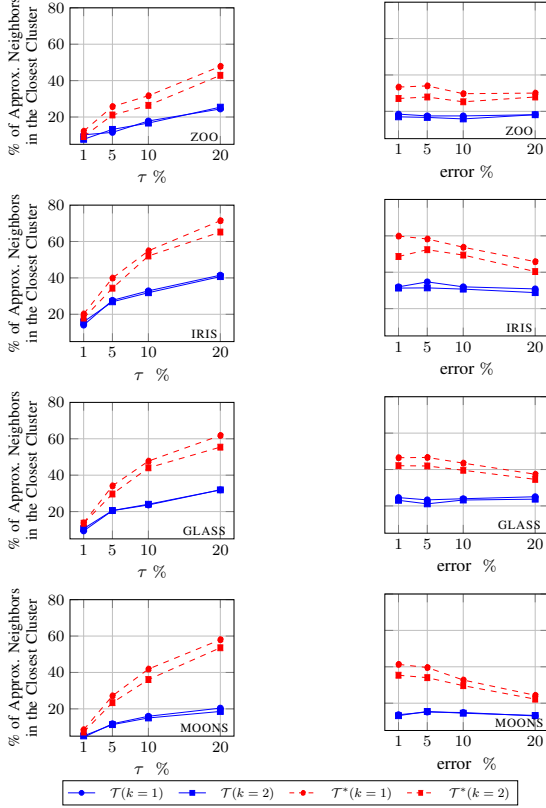 % of Approx. Neighbors
in the Closest Cluster
80
60
40
20
1 5 10 20
τ %
ZOO
1 5 10 20
error %
ZOO
% of Approx. Neighbors
in the Closest Cluster
80
60
40
20
1 5 10 20
τ %
IRIS
1 5 10 20
error %
IRIS
% of Approx. Neighbors
in the Closest Cluster
80
60
40
20
1 5 10 20
τ %
GLASS
1 5 10 20
error %
GLASS
% of Approx. Neighbors
in the Closest Cluster
80
60
40
20
1 5 10 20
τ %
MOONS
1 5 10 20
error %
MOONS
𝒯(k = 1) 𝒯(k = 2) 𝒯*(k = 1) 𝒯*(k = 2)